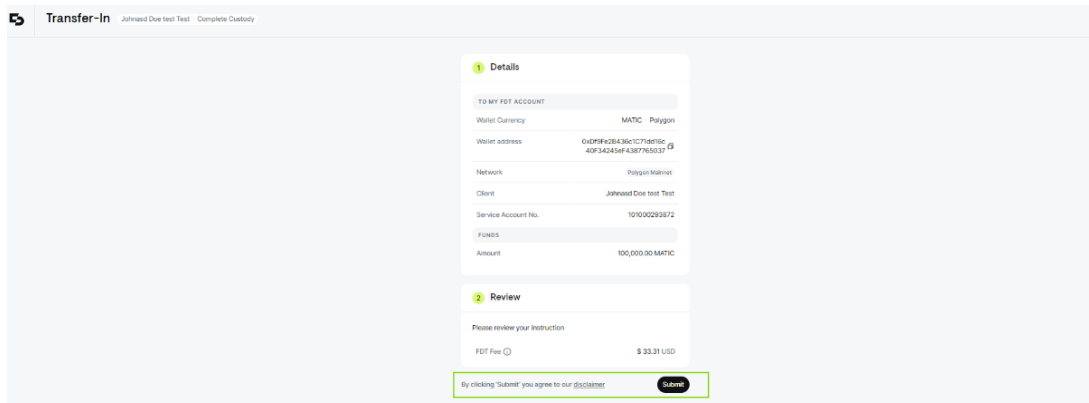 Transfer-In Johnasd Doe test Test Complete Custody
1 Details
TO MY FDT ACCOUNT
Wallet Currency MATIC Polygon
Wallet address 0xDf9Fe2B436c1C71dd16c
40F34245eF4387765037
Network Polygon Mainnet
Client Johnasd Doe test Test
Service Account No. 101000293872
FUNDS
Amount 100,000.00 MATIC
2 Review
Please review your instruction
FDT Fee $ 33.31 USD
By clicking 'Submit' you agree to our disclaimer Submit